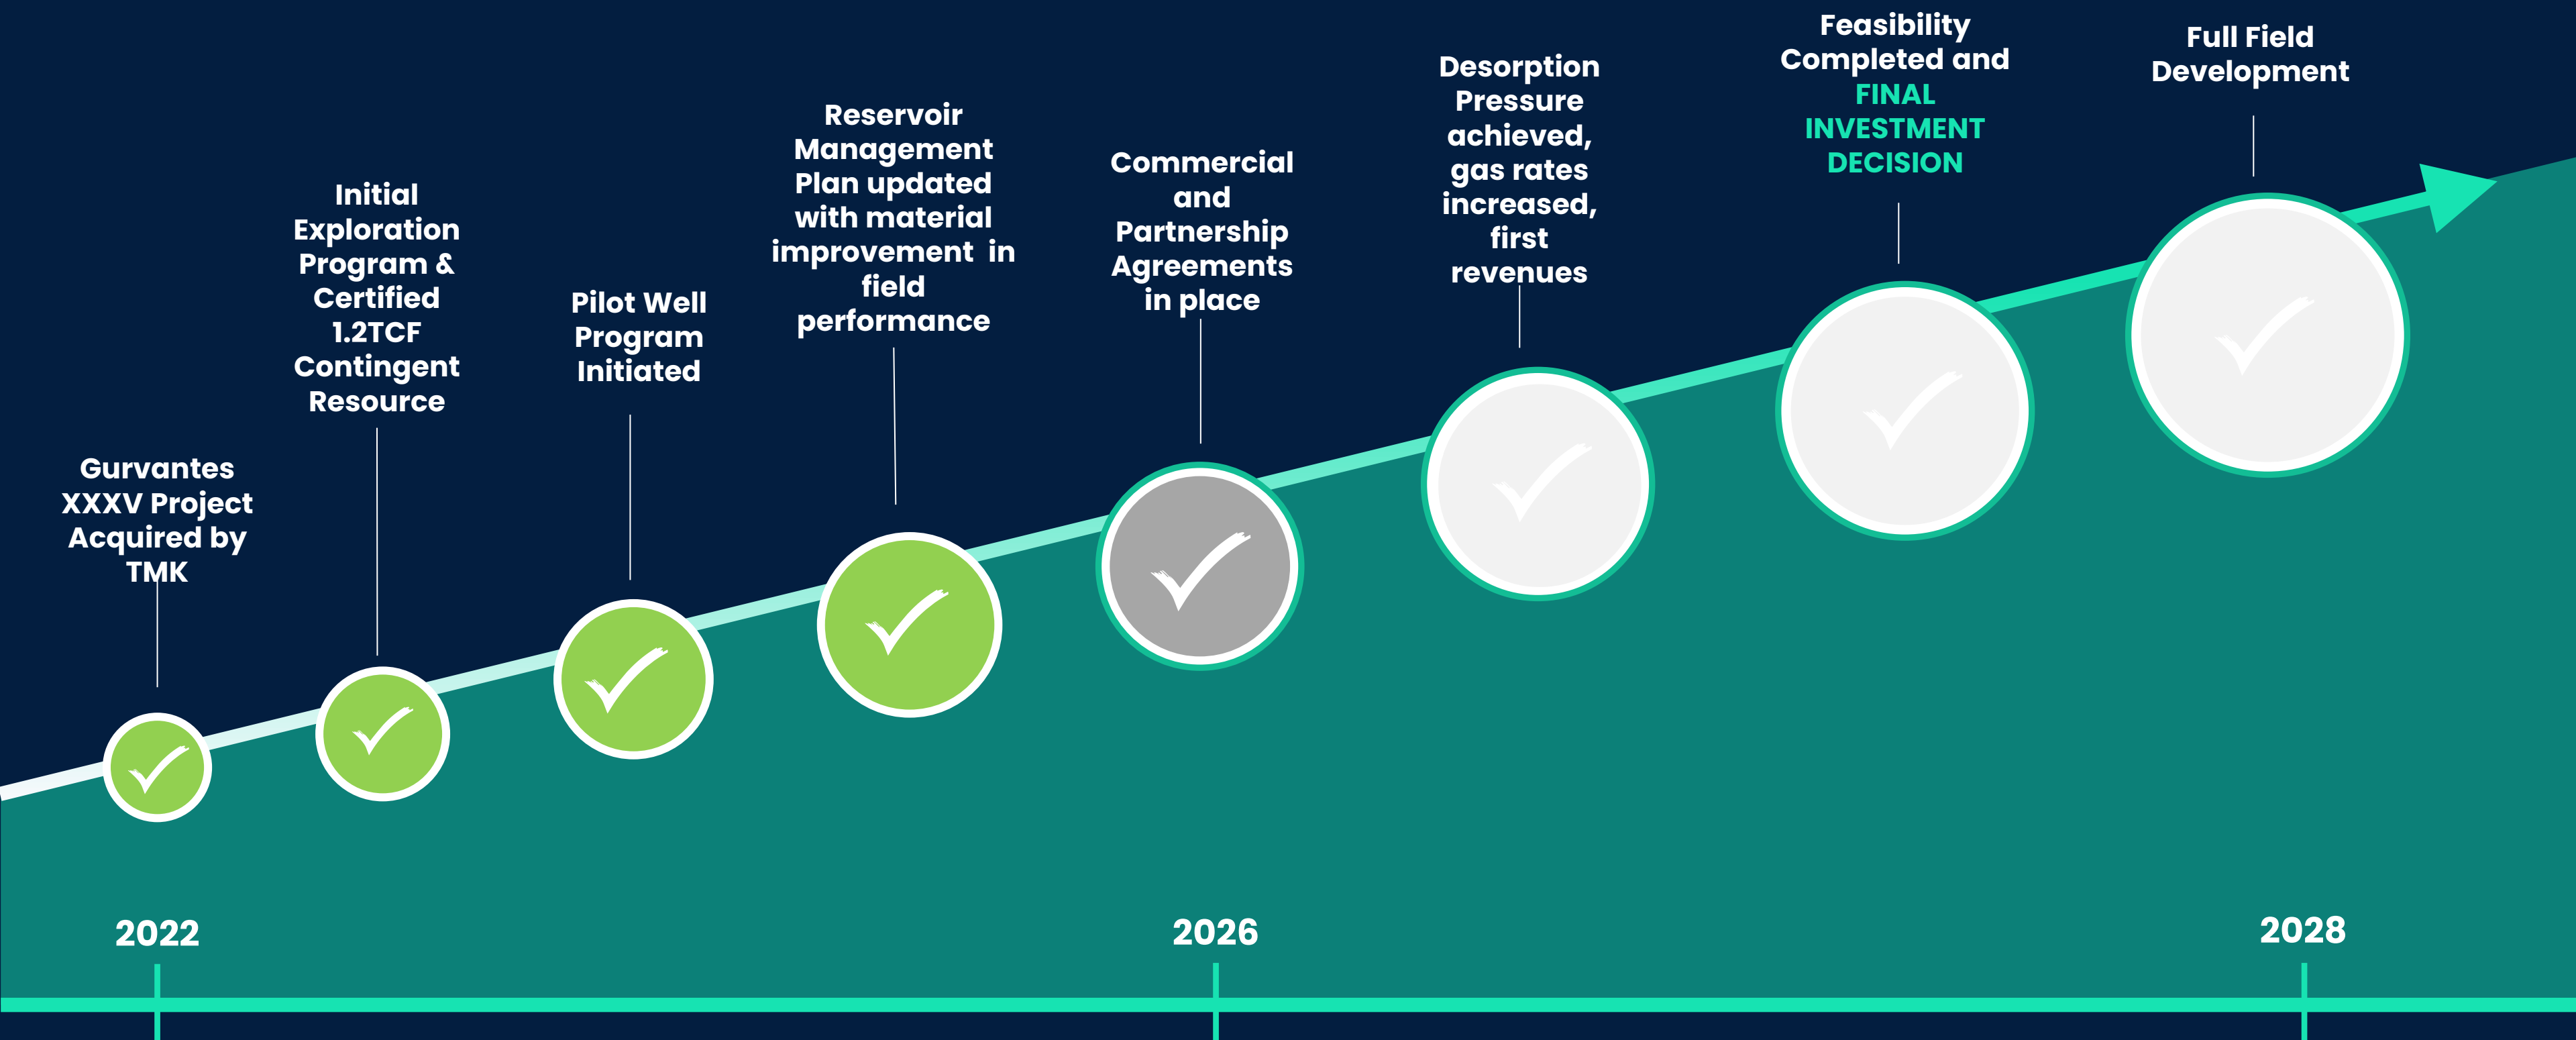 Gurvantes
XXXV Project
Acquired by
TMK
Initial
Exploration
Program &
Certified
1.2TCF
Contingent
Resource
Pilot Well
Program
Initiated
Reservoir
Management
Plan updated
with material
improvement  in
field
performance
Commercial
and
Partnership
Agreements
in place
Desorption
Pressure
achieved,
gas rates
increased,
first
revenues
Feasibility
Completed and
FINAL
INVESTMENT
DECISION
Full Field
Development
2022
2026
2028